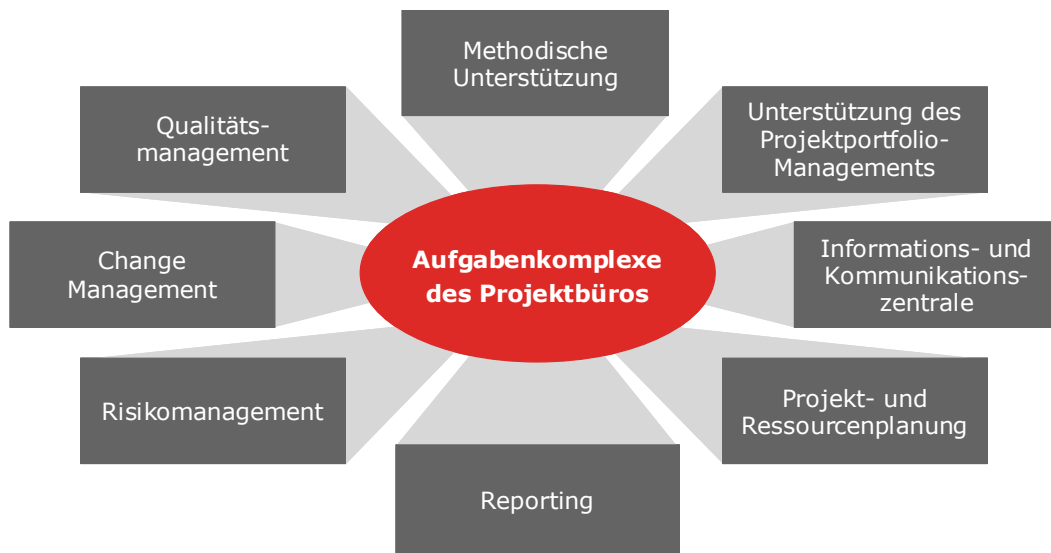 Methodische
Unterstützung
Unterstützung des
Projektportfolio-
Managements
Informations- und
Kommunikations-
zentrale
Projekt- und
Ressourcenplanung
Reporting
Risikomanagement
Change
Management
Qualitäts-
management
Aufgabenkomplexe
des Projektbüros